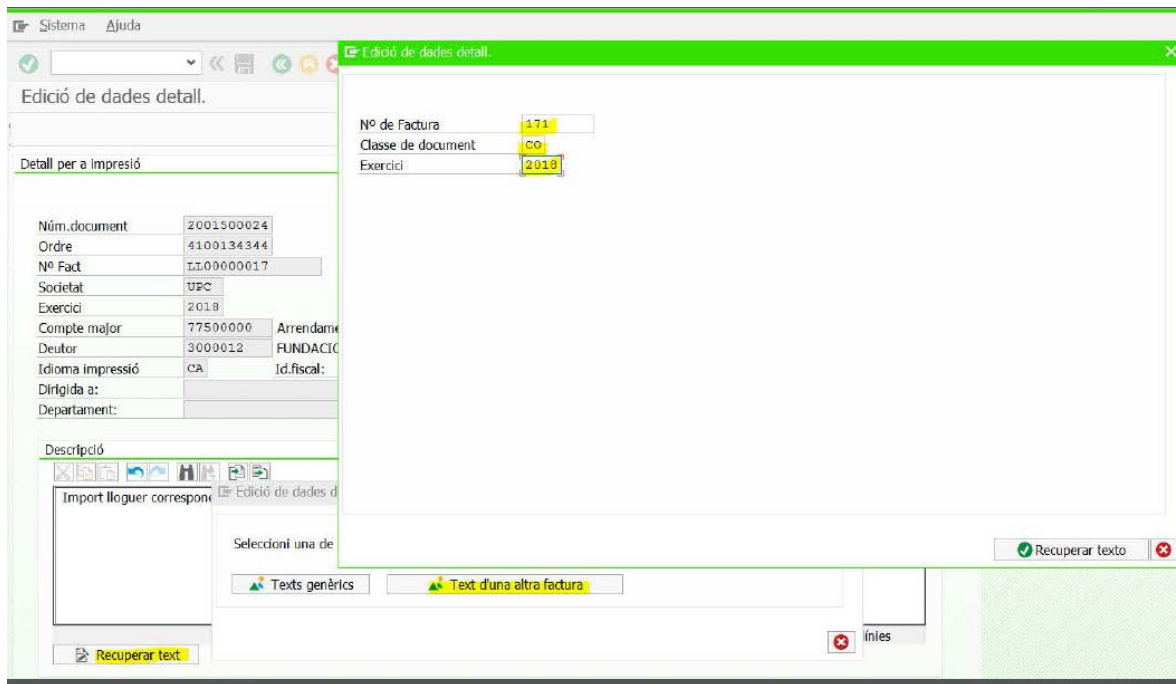 Sistema Ajuda
Edició de dades detall.
Detall per a impresió
Núm.document 2001500024
Ordre 4100134344
Nº Fact LL00000017
Societat UPC
Exercici 2018
Compte major 77500000 Arrendame
Deutor 3000012 FUNDACIO
Idioma impressió CA Id.fiscal:
Dirigida a:
Departament:
Descripció
Import lloguer correspon
Recuperar text
Edició de dades d
Seleccioni una de
Texts genèrics Text d'una altra factura
ínies
Edició de dades detall.
Nº de Factura 171
Classe de document CO
Exercici 2018
Recuperar texto